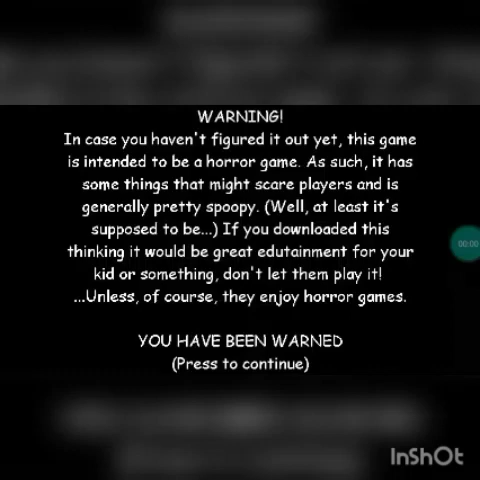 WARNING!
In case you haven't figured it out yet, this game
is intended to be a horror game. As such, it has
some things that might scare players and is
generally pretty spoopy. (Well, at least it's
supposed to be...) If you downloaded this
thinking it would be great edutainment for your
kid or something, don't let them play it!
...Unless, of course, they enjoy horror games.
YOU HAVE BEEN WARNED
(Press to continue)
00:00
InShOt